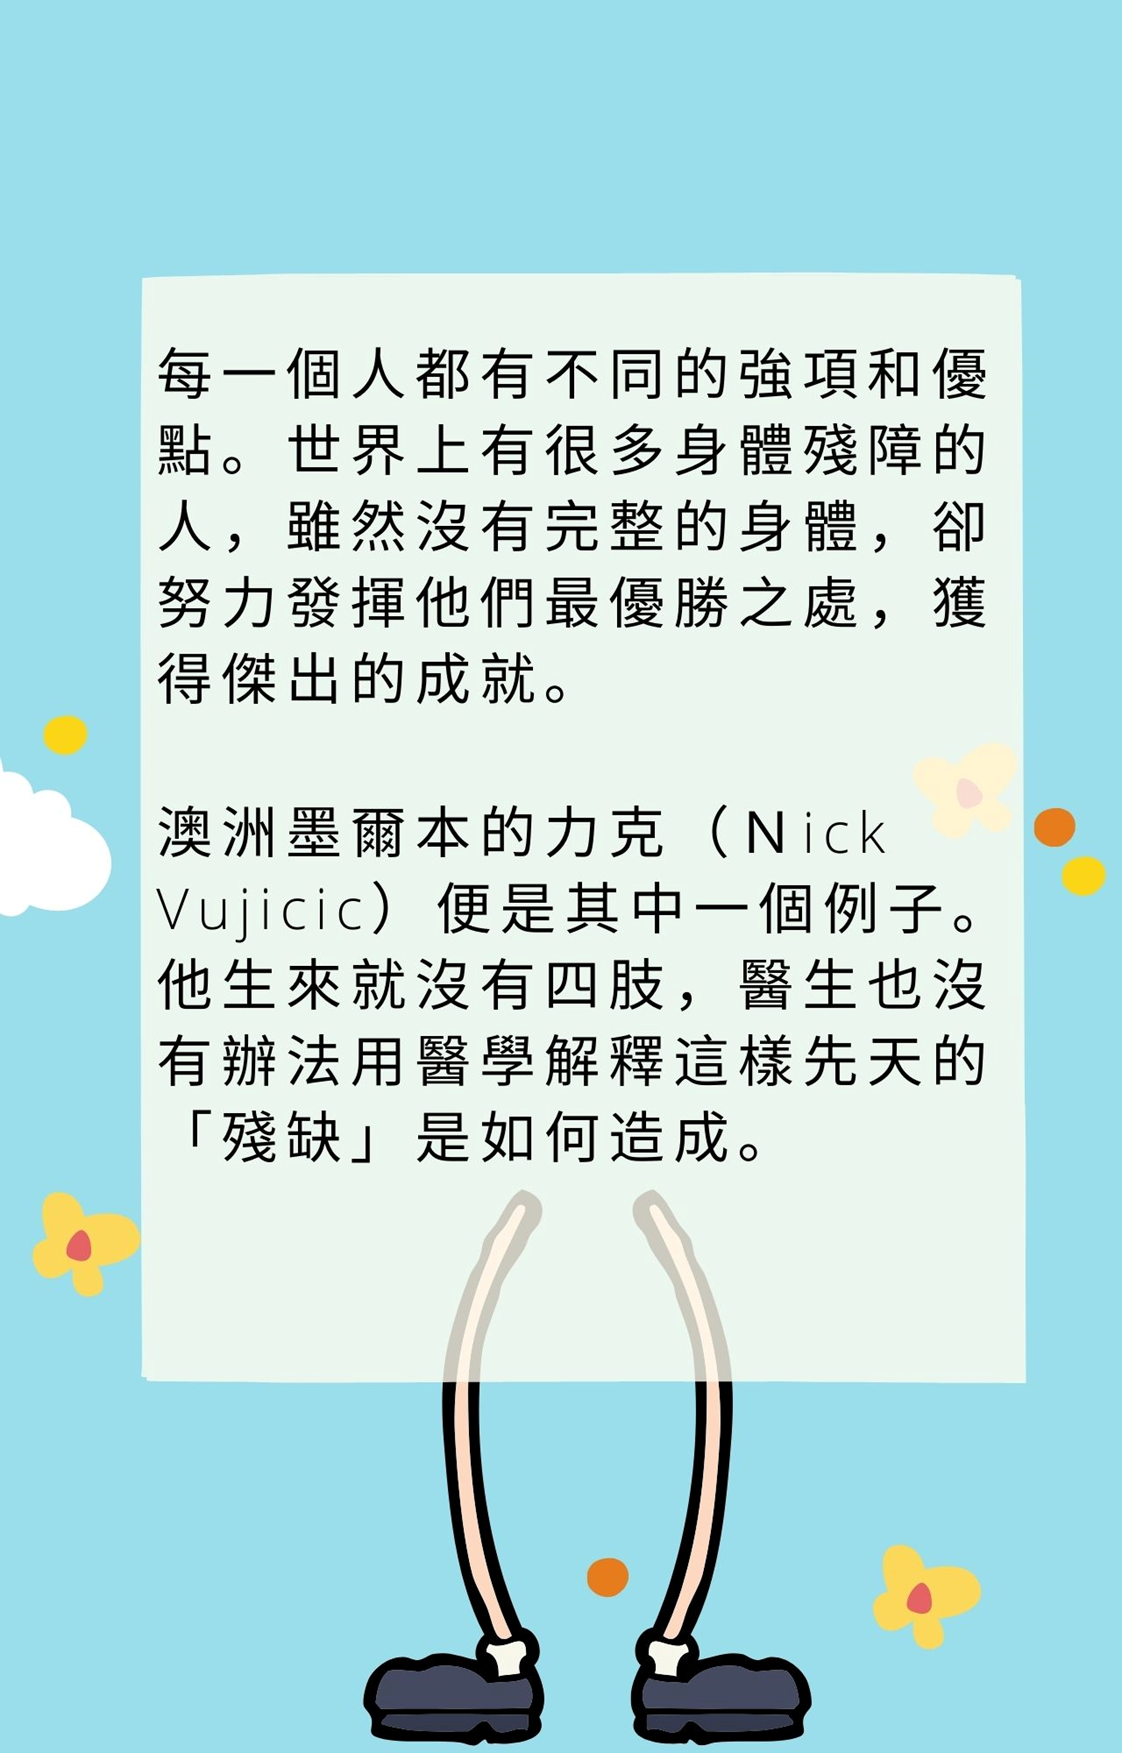 每一個人都有不同的強項和優
點。世界上有很多身體殘障的
人，雖然沒有完整的身體，卻
努力發揮他們最優勝之處，獲
得傑出的成就。
澳洲墨爾本的力克（Nick
Vujicic）便是其中一個例子。
他生來就沒有四肢，醫生也沒
有辦法用醫學解釋這樣先天的
「殘缺」是如何造成。